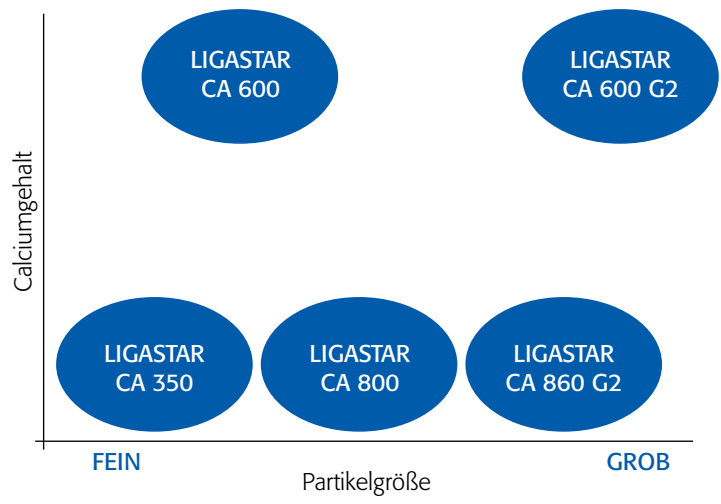 LIGASTAR
CA 600
LIGASTAR
CA 600 G2
Calciumgehalt
LIGASTAR
CA 350
LIGASTAR
CA 800
LIGASTAR
CA 860 G2
FEIN
GROB
Partikelgröße